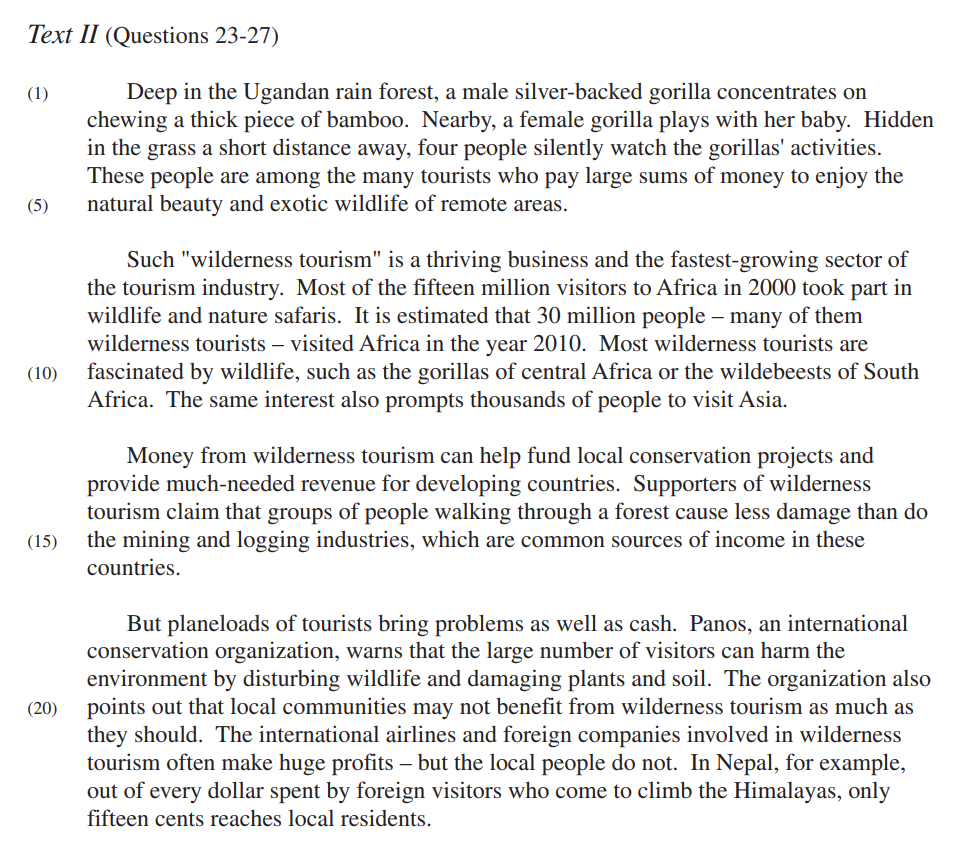 Text II (Questions 23-27)
(1) Deep in the Ugandan rain forest, a male silver-backed gorilla concentrates on
chewing a thick piece of bamboo. Nearby, a female gorilla plays with her baby. Hidden
in the grass a short distance away, four people silently watch the gorillas' activities.
These people are among the many tourists who pay large sums of money to enjoy the
(5) natural beauty and exotic wildlife of remote areas.
Such "wilderness tourism" is a thriving business and the fastest-growing sector of
the tourism industry. Most of the fifteen million visitors to Africa in 2000 took part in
wildlife and nature safaris. It is estimated that 30 million people – many of them
wilderness tourists – visited Africa in the year 2010. Most wilderness tourists are
(10) fascinated by wildlife, such as the gorillas of central Africa or the wildebeests of South
Africa. The same interest also prompts thousands of people to visit Asia.
Money from wilderness tourism can help fund local conservation projects and
provide much-needed revenue for developing countries. Supporters of wilderness
tourism claim that groups of people walking through a forest cause less damage than do
(15) the mining and logging industries, which are common sources of income in these
countries.
But planeloads of tourists bring problems as well as cash. Panos, an international
conservation organization, warns that the large number of visitors can harm the
environment by disturbing wildlife and damaging plants and soil. The organization also
(20) points out that local communities may not benefit from wilderness tourism as much as
they should. The international airlines and foreign companies involved in wilderness
tourism often make huge profits – but the local people do not. In Nepal, for example,
out of every dollar spent by foreign visitors who come to climb the Himalayas, only
fifteen cents reaches local residents.